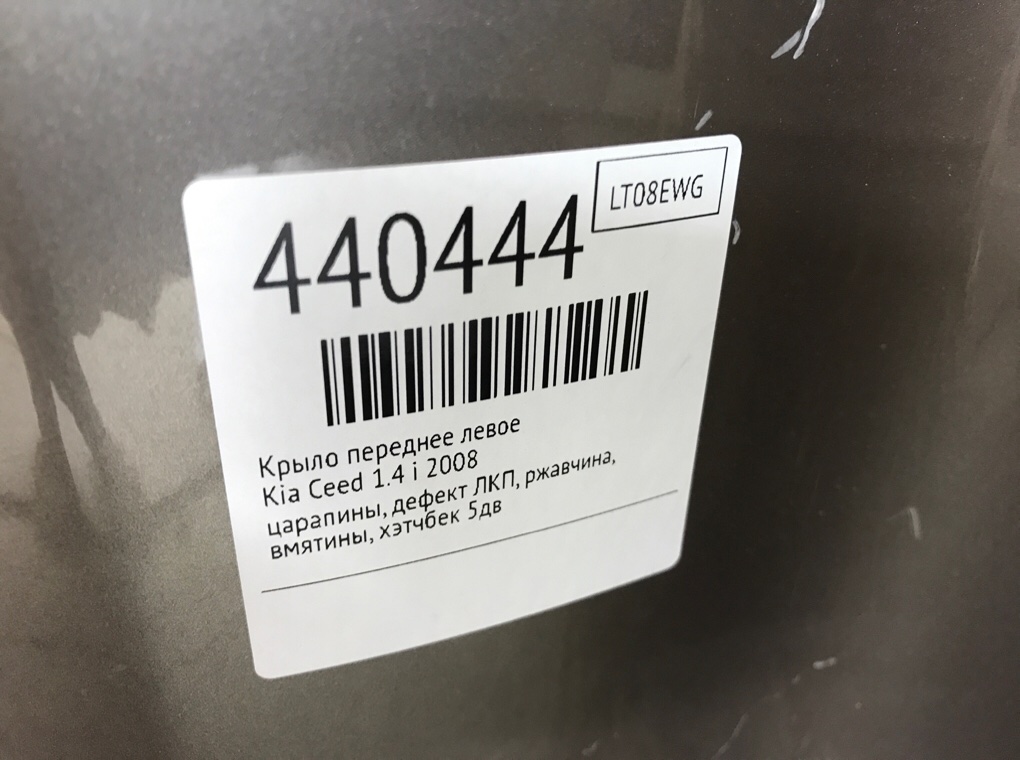 LT08EWG
440444
Крыло переднее левое
Kia Ceed 1.4 i 2008
царапины, дефект ЛКП, ржавчина,
вмятины, хэтчбек 5дв